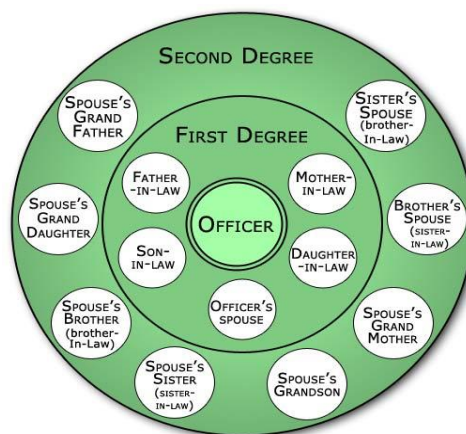 SECOND DEGREE
SPOUSE'S
GRAND
FATHER
SISTER'S
SPOUSE
(brother-
In-Law)
FIRST DEGREE
FATHER
-IN-LAW
MOTHER-
IN-LAW
SPOUSE'S
GRAND
DAUGHTER
OFFICER
BROTHER'S
SPOUSE
(SISTER-
IN-LAW)
SON-
IN-LAW
DAUGHTER-
IN-LAW
SPOUSE'S
BROTHER
(brother-
In-Law)
OFFICER'S
SPOUSE
SPOUSE'S
GRAND
MOTHER
SPOUSE'S
SISTER
(SISTER-
IN-LAW)
SPOUSE'S
GRANDSON